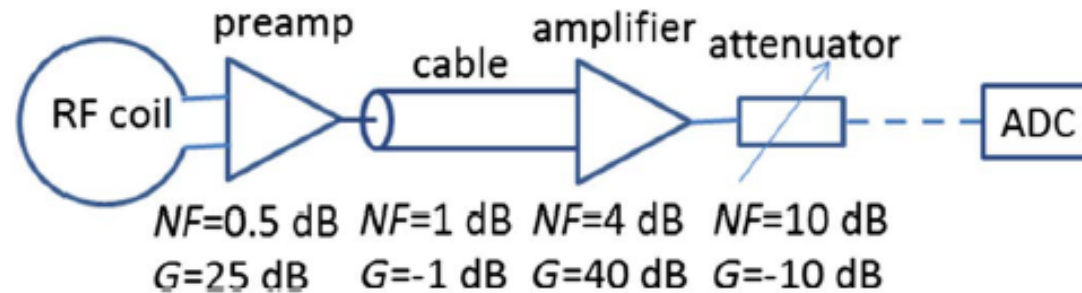 preamp
cable
amplifier
attenuator
RF coil
ADC
NF=0.5 dB NF=1 dB NF=4 dB NF=10 dB
G=25 dB G=-1 dB G=40 dB G=-10 dB